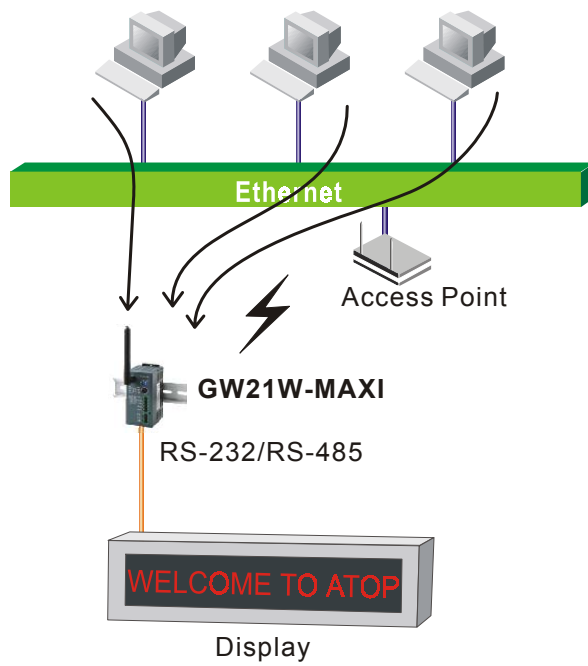 Ethernet
Access Point
GW21W-MAXI
RS-232/RS-485
WELCOME TO ATOP
Display